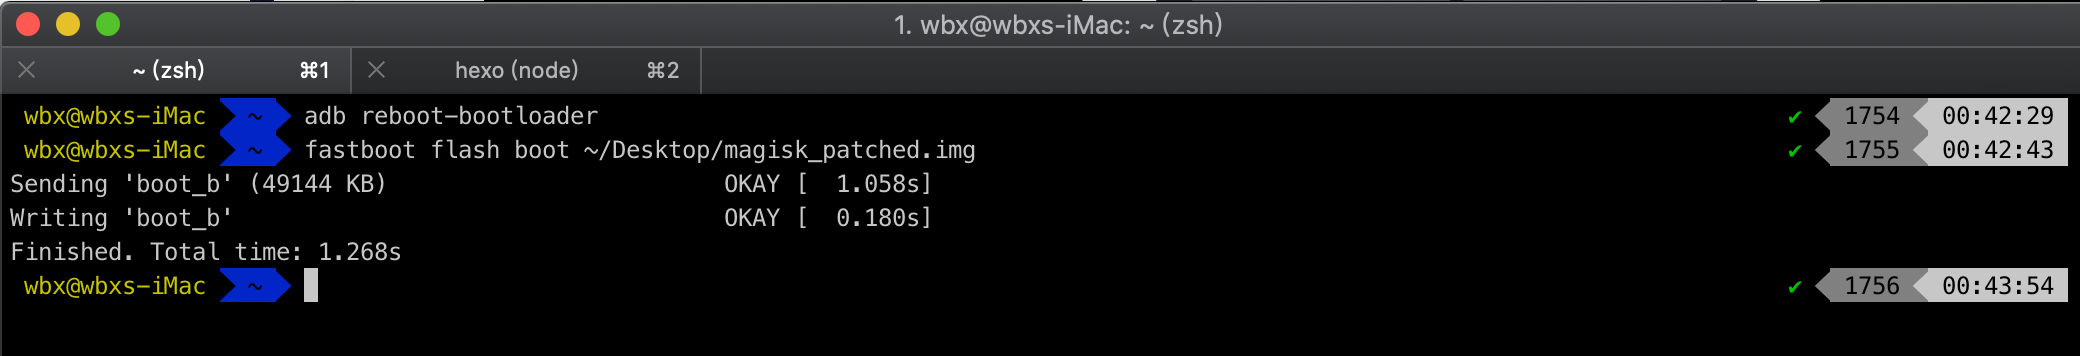 1. wbx@wbxs-iMac: ~ (zsh)
~ (zsh) ⌘1 hexo (node) ⌘2
wbx@wbxs-iMac ~ adb reboot-bootloader ✔ 1754 00:42:29
wbx@wbxs-iMac ~ fastboot flash boot ~/Desktop/magisk_patched.img ✔ 1755 00:42:43
Sending 'boot_b' (49144 KB) OKAY [ 1.058s]
Writing 'boot_b' OKAY [ 0.180s]
Finished. Total time: 1.268s
wbx@wbxs-iMac ~ ✔ 1756 00:43:54